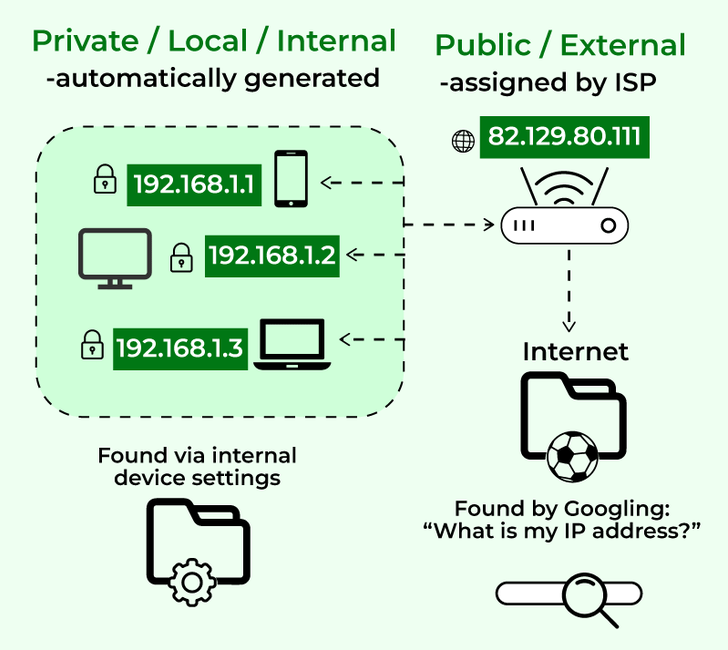 Private / Local / Internal
-automatically generated
192.168.1.1
192.168.1.2
192.168.1.3
Found via internal
device settings
Public / External
-assigned by ISP
82.129.80.111
Internet
Found by Googling:
“What is my IP address?”